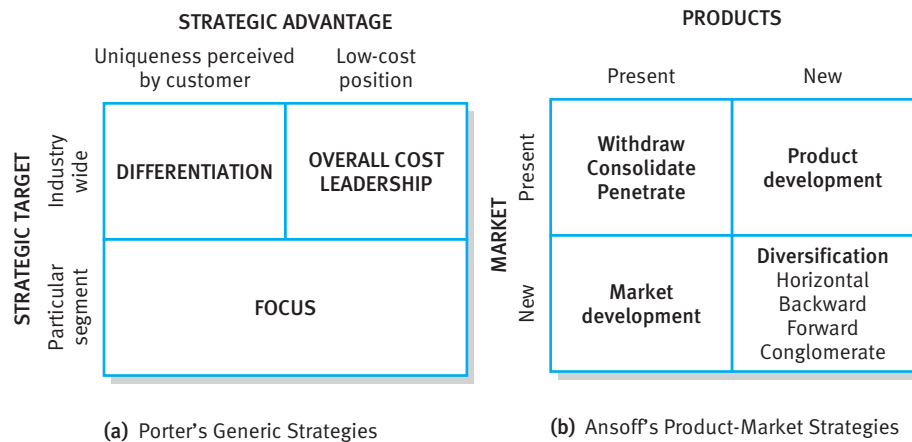 STRATEGIC ADVANTAGE
Uniqueness perceived
by customer
Low-cost
position
STRATEGIC TARGET
Industry
wide
DIFFERENTIATION
OVERALL COST
LEADERSHIP
Particular
segment
FOCUS
(a) Porter's Generic Strategies
PRODUCTS
Present
New
MARKET
Present
Withdraw
Consolidate
Penetrate
Product
development
New
Market
development
Diversification
Horizontal
Backward
Forward
Conglomerate
(b) Ansoff's Product-Market Strategies